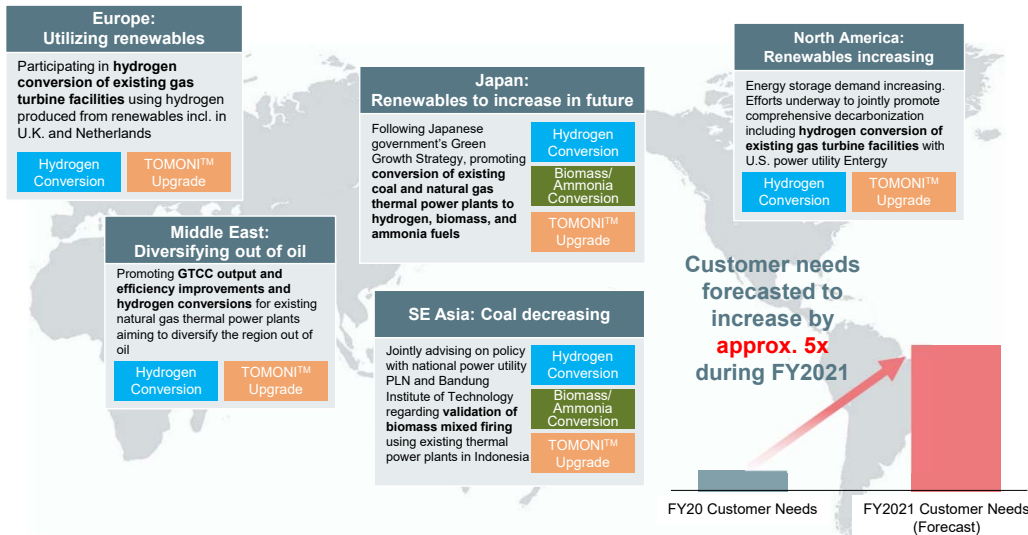 Europe:
Utilizing renewables
Participating in hydrogen
conversion of existing gas
turbine facilities using hydrogen
produced from renewables incl. in
U.K. and Netherlands
Hydrogen
Conversion
TOMONI™
Upgrade
Middle East:
Diversifying out of oil
Promoting GTCC output and
efficiency improvements and
hydrogen conversions for existing
natural gas thermal power plants
aiming to diversify the region out of
oil
Hydrogen
Conversion
TOMONI™
Upgrade
Japan:
Renewables to increase in future
Following Japanese
government's Green
Growth Strategy, promoting
conversion of existing
coal and natural gas
thermal power plants to
hydrogen, biomass, and
ammonia fuels
Hydrogen
Conversion
Biomass/
Ammonia
Conversion
TOMONI™
Upgrade
SE Asia: Coal decreasing
Jointly advising on policy
with national power utility
PLN and Bandung
Institute of Technology
regarding validation of
biomass mixed firing
using existing thermal
power plants in Indonesia
Hydrogen
Conversion
Biomass/
Ammonia
Conversion
TOMONI™
Upgrade
North America:
Renewables increasing
Energy storage demand increasing.
Efforts underway to jointly promote
comprehensive decarbonization
including hydrogen conversion of
existing gas turbine facilities with
U.S. power utility Entergy
Hydrogen
Conversion
TOMONI™
Upgrade
Customer needs
forecasted to
increase by
approx. 5x
during FY2021
FY20 Customer Needs
FY2021 Customer Needs
(Forecast)